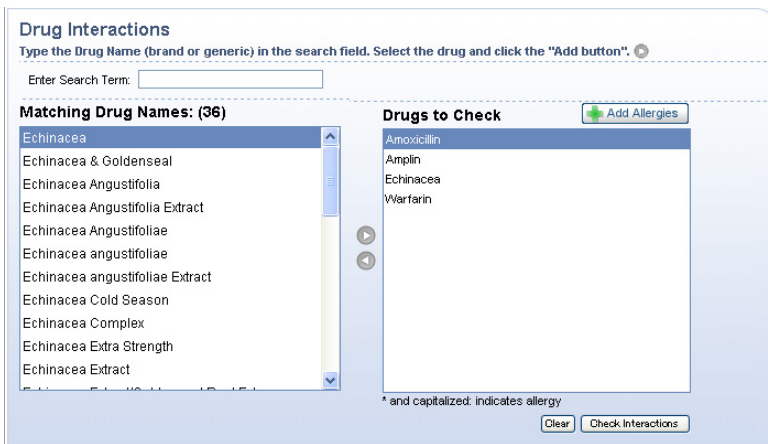 Drug Interactions
Type the Drug Name (brand or generic) in the search field. Select the drug and click the "Add button".
Enter Search Term:
Matching Drug Names: (36)
Echinacea
Echinacea & Goldenseal
Echinacea Angustifolia
Echinacea Angustifolia Extract
Echinacea Angustifoliae
Echinacea angustifoliae
Echinacea angustifoliae Extract
Echinacea Cold Season
Echinacea Complex
Echinacea Extra Strength
Echinacea Extract
Drugs to Check
Add Allergies
Amoxicillin
Amplin
Echinacea
Warfarin
* and capitalized: indicates allergy
Clear
Check Interactions